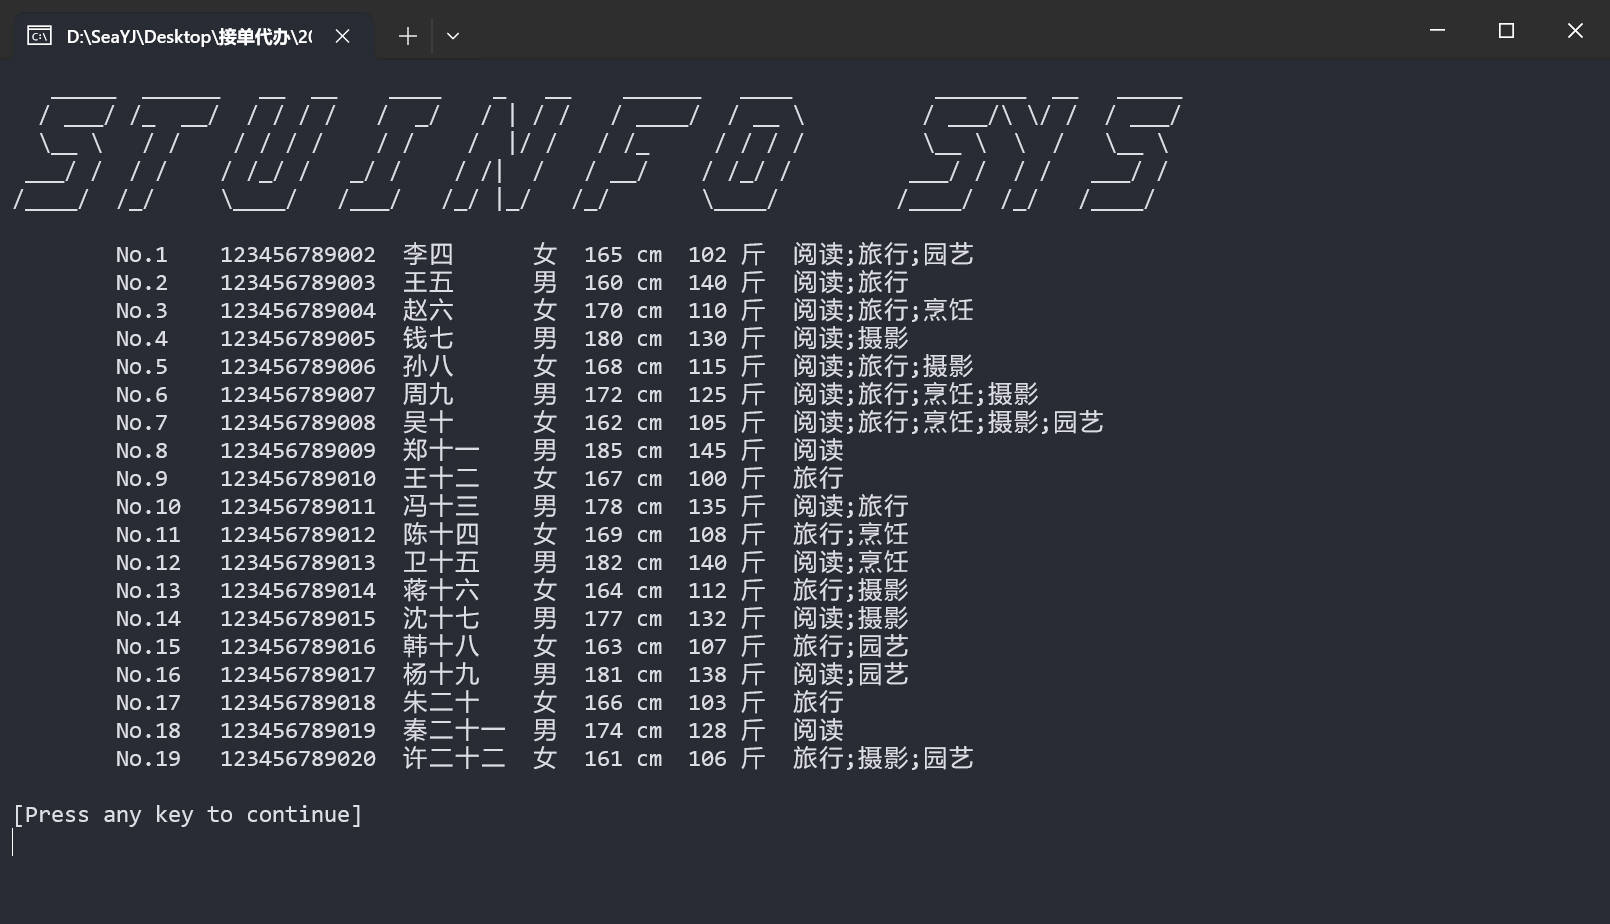 D:\SeaYJ\Desktop\接单代办\20
STUINFO SYS
No.1 123456789002 李四 女 165 cm 102 斤 阅读;旅行;园艺
No.2 123456789003 王五 男 160 cm 140 斤 阅读;旅行
No.3 123456789004 赵六 女 170 cm 110 斤 阅读;旅行;烹饪
No.4 123456789005 钱七 男 180 cm 130 斤 阅读;摄影
No.5 123456789006 孙八 女 168 cm 115 斤 阅读;旅行;摄影
No.6 123456789007 周九 男 172 cm 125 斤 阅读;旅行;烹饪;摄影
No.7 123456789008 吴十 女 162 cm 105 斤 阅读;旅行;烹饪;摄影;园艺
No.8 123456789009 郑十一 男 185 cm 145 斤 阅读
No.9 123456789010 王十二 女 167 cm 100 斤 旅行
No.10 123456789011 冯十三 男 178 cm 135 斤 阅读;旅行
No.11 123456789012 陈十四 女 169 cm 108 斤 旅行;烹饪
No.12 123456789013 卫十五 男 182 cm 140 斤 阅读;烹饪
No.13 123456789014 蒋十六 女 164 cm 112 斤 旅行;摄影
No.14 123456789015 沈十七 男 177 cm 132 斤 阅读;摄影
No.15 123456789016 韩十八 女 163 cm 107 斤 旅行;园艺
No.16 123456789017 杨十九 男 181 cm 138 斤 阅读;园艺
No.17 123456789018 朱二十 女 166 cm 103 斤 旅行
No.18 123456789019 秦二十一 男 174 cm 128 斤 阅读
No.19 123456789020 许二十二 女 161 cm 106 斤 旅行;摄影;园艺
[Press any key to continue]